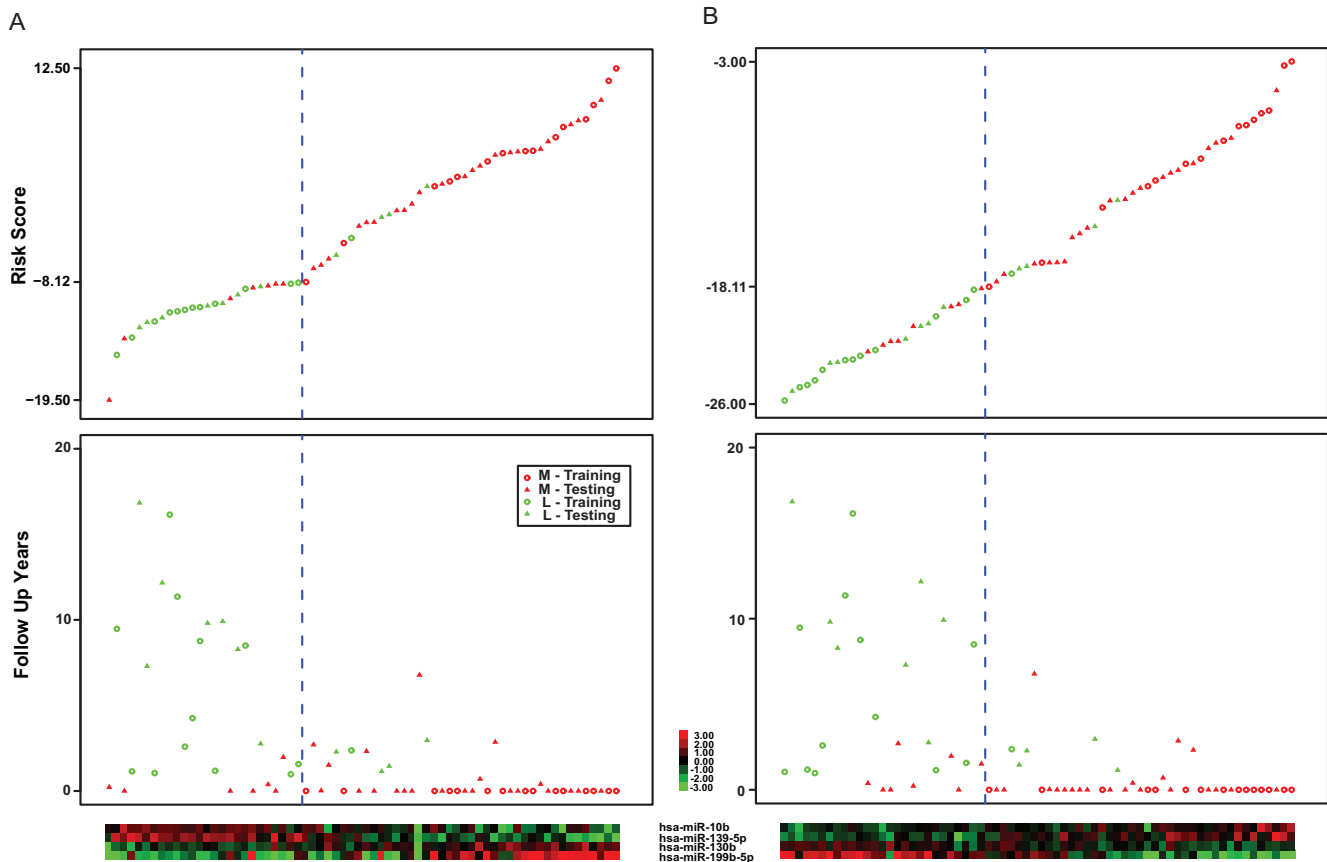 A
B
12.50
−8.12
−19.50
Risk Score
-3.00
-18.11
-26.00
20
10
0
Follow Up Years
M - Training
M - Testing
L - Training
L - Testing
20
10
0
3.00
2.00
1.00
0.00
-1.00
-2.00
-3.00
hsa-miR-10b
hsa-miR-139-5p
hsa-miR-130b
hsa-miR-199b-5p